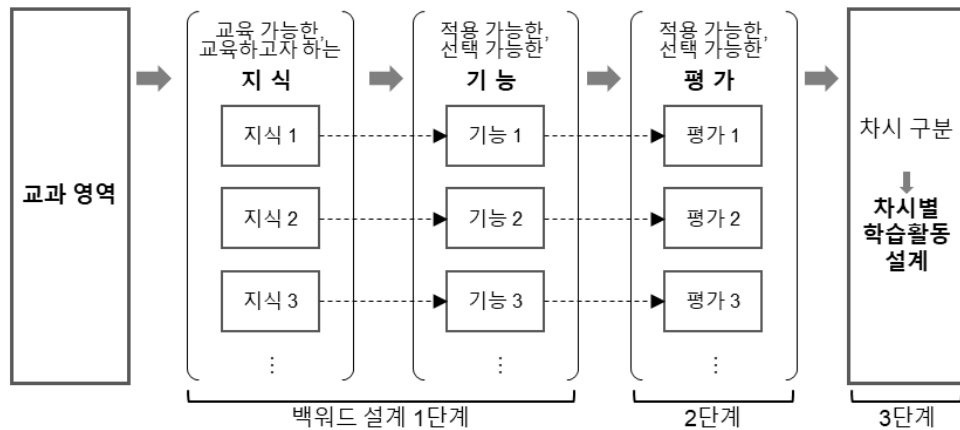 교과 영역
교육 가능한,
교육하고자 하는
지 식
지식 1
지식 2
지식 3
⋮
적용 가능한,
선택 가능한
기 능
기능 1
기능 2
기능 3
⋮
적용 가능한,
선택 가능한
평 가
평가 1
평가 2
평가 3
⋮
차시 구분
차시별
학습활동
설계
백워드 설계 1단계
2단계
3단계